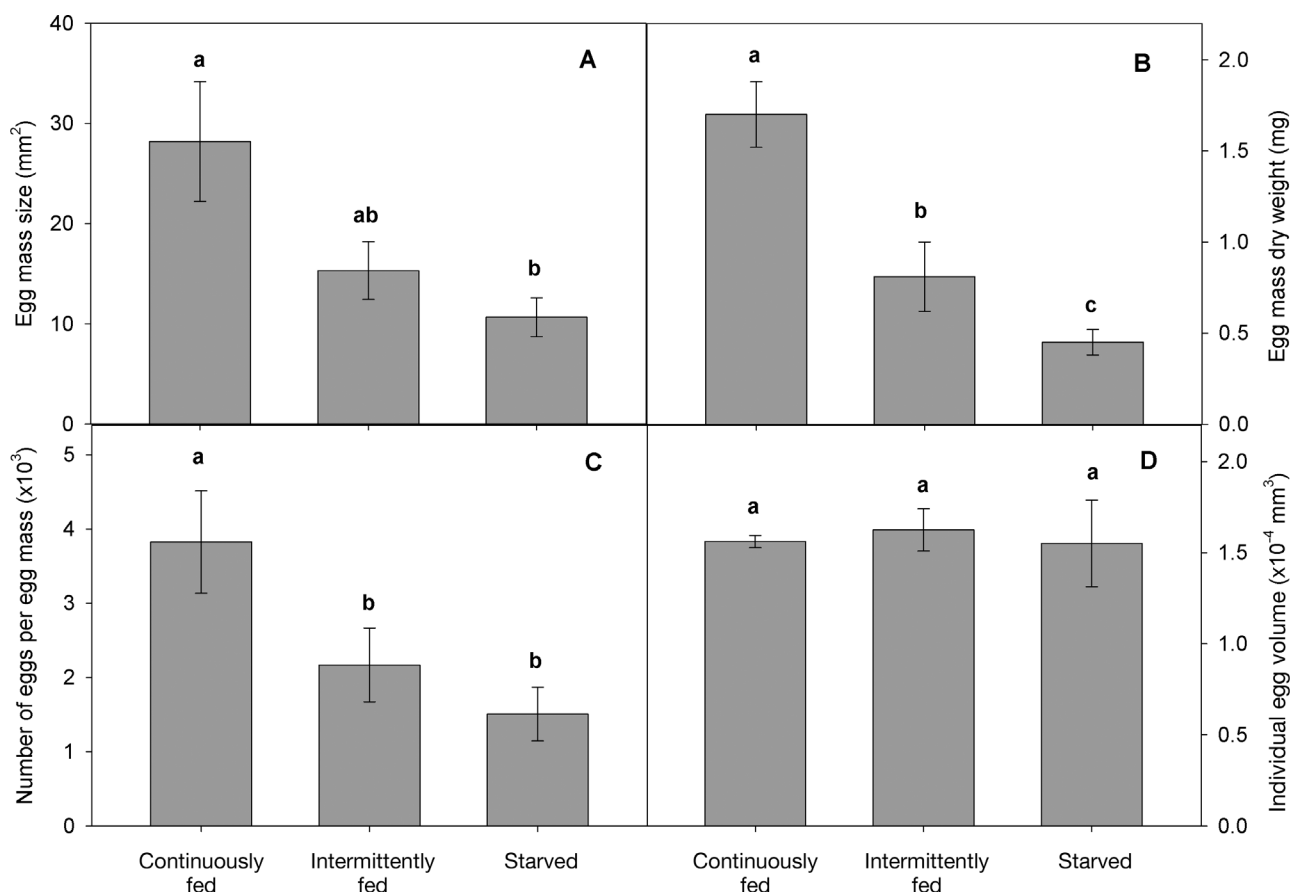 40
30
20
10
0
Egg mass size (mm²)
a
ab
b
A
a
b
c
B
2.0
1.5
1.0
0.5
0.0
Egg mass dry weight (mg)
5
4
3
2
1
0
Number of eggs per egg mass (x10³)
a
b
b
C
a
a
a
D
2.0
1.5
1.0
0.5
0.0
Individual egg volume (x10⁻⁴ mm³)
Continuously
fed
Intermittently
fed
Starved
Continuously
fed
Intermittently
fed
Starved